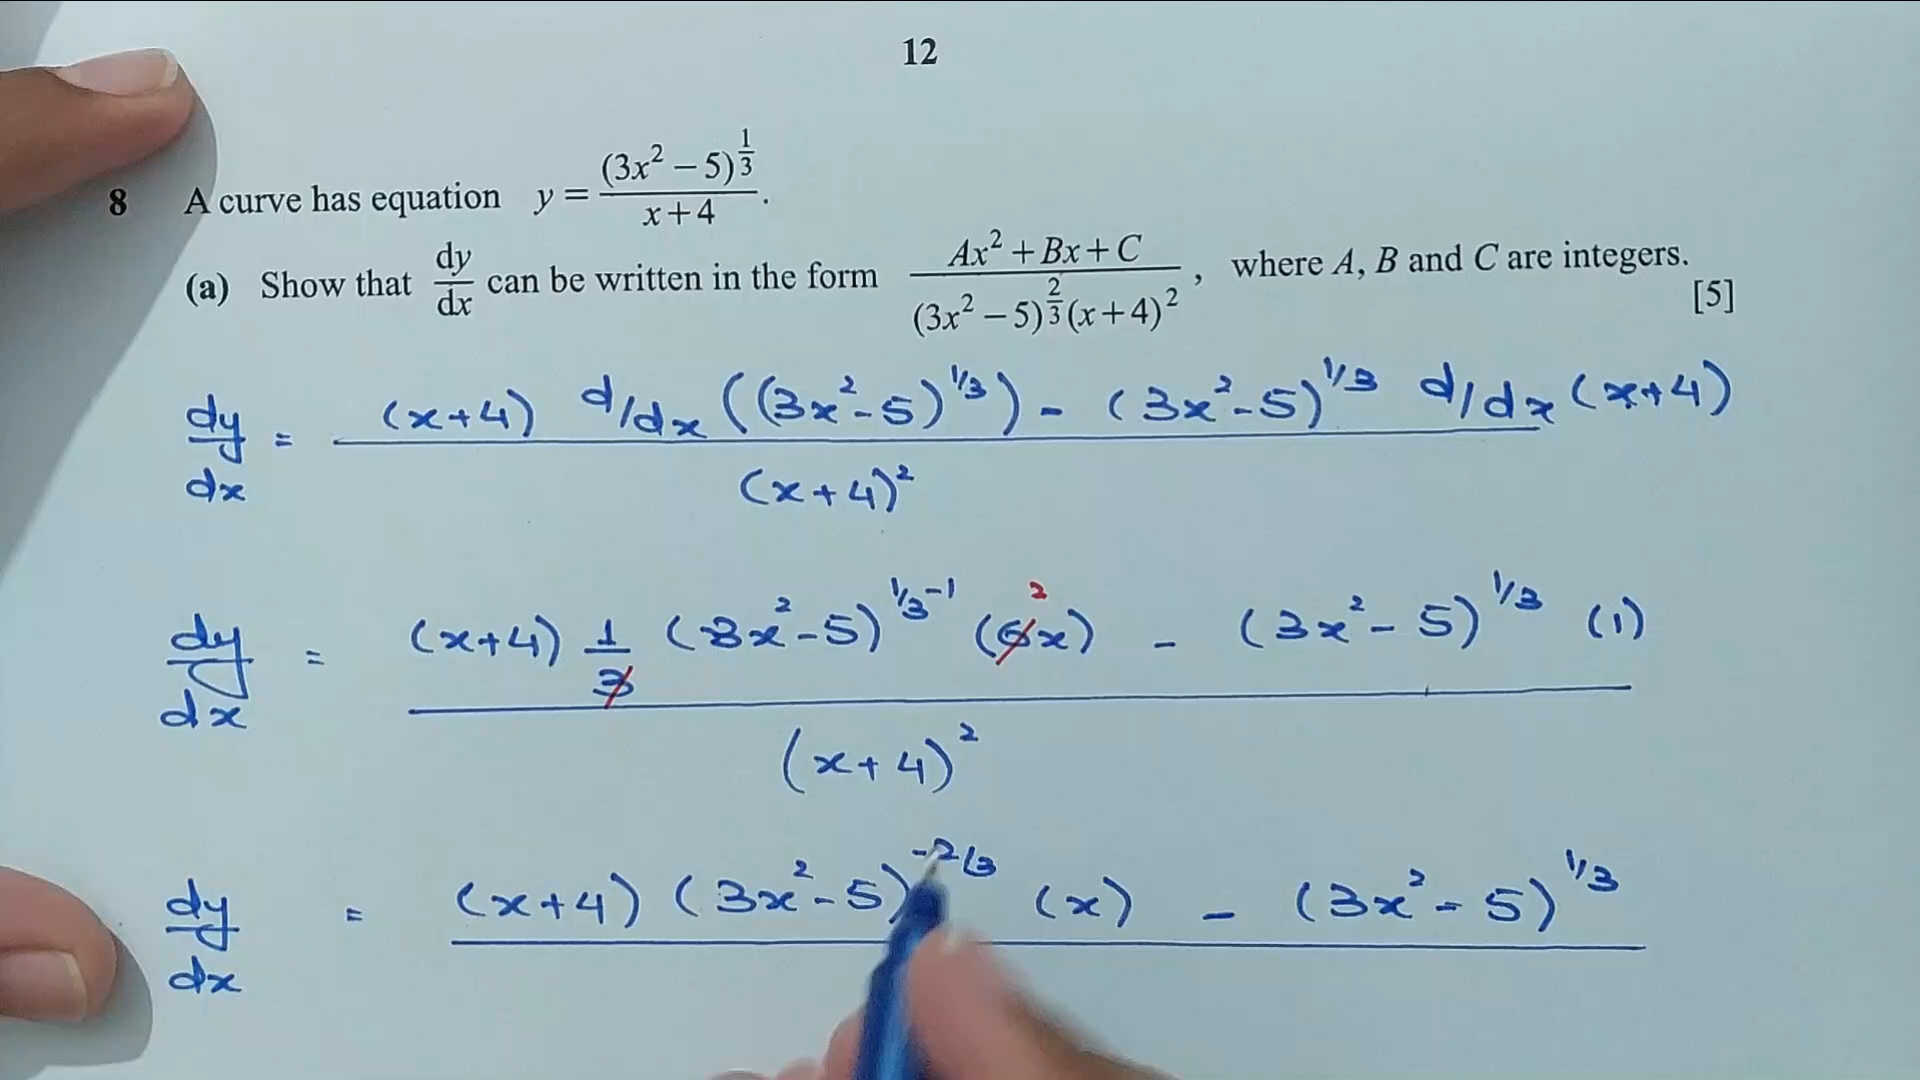 12
8 A curve has equation y = (3x² − 5)^(1/3) / (x + 4).
(a) Show that dy/dx can be written in the form (Ax² + Bx + C) / ((3x² − 5)^(2/3) (x + 4)²), where A, B and C are integers.
[5]
dy/dx = (x+4) d/dx ((3x²-5)^(1/3)) - (3x²-5)^(1/3) d/dx (x+4)
(x+4)²
2
dy/dx = (x+4) 1/3 (3x²-5)^(1/3-1) (6x) - (3x²-5)^(1/3) (1)
(x+4)²
dy/dx = (x+4) (3x²-5)^(-2/3) (x) - (3x²-5)^(1/3)